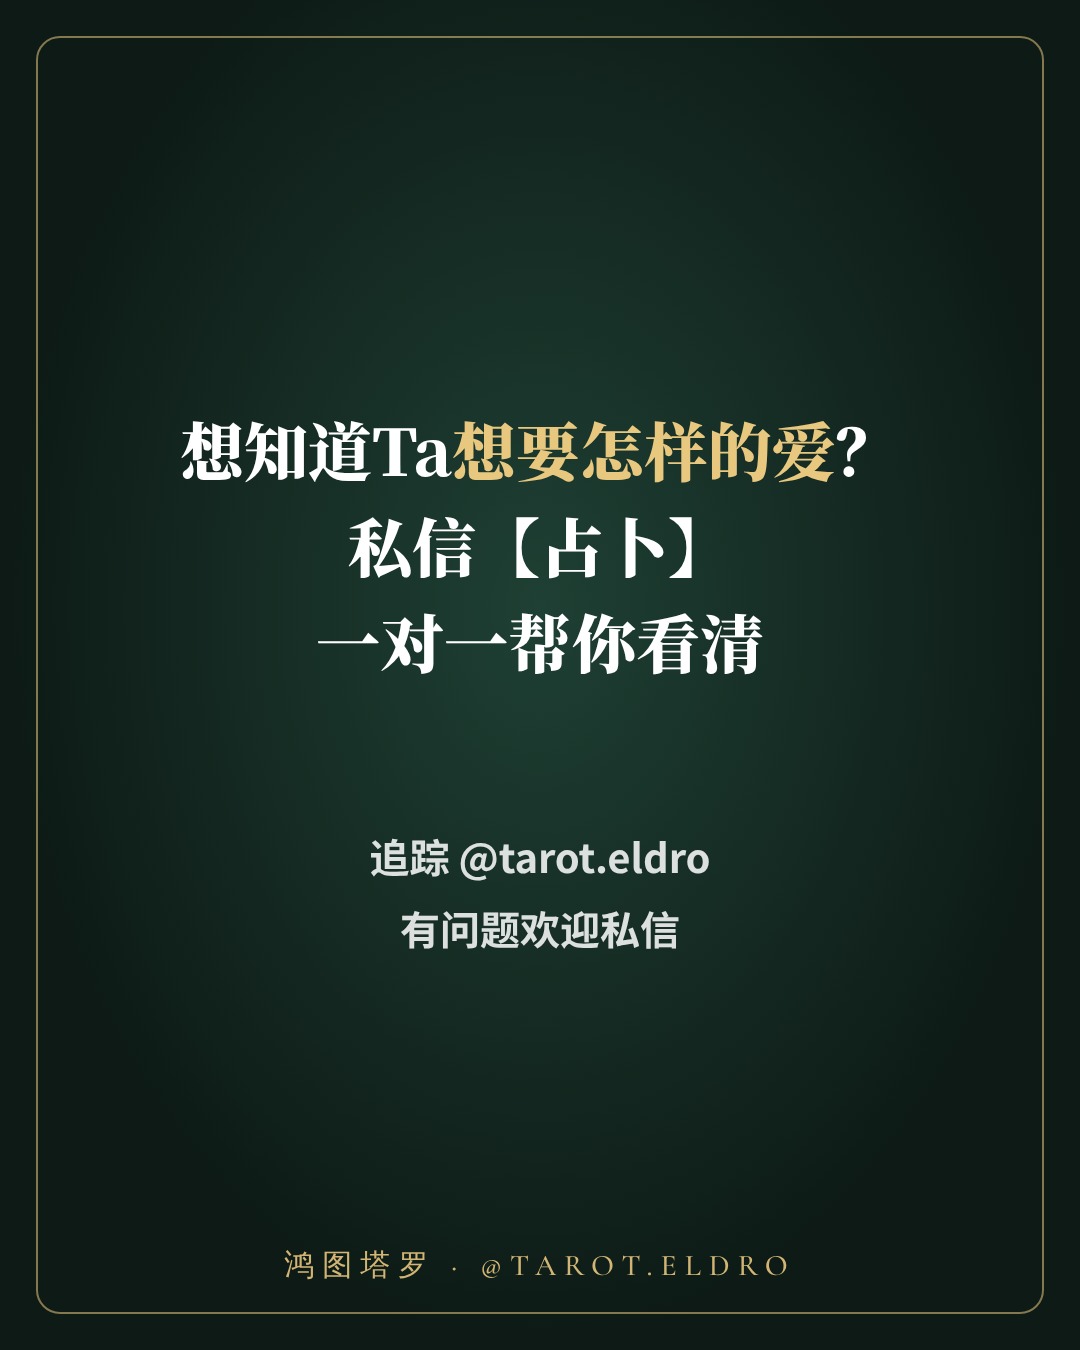 想知道Ta想要怎样的爱?
私信【占卜】
一对一帮你看清
追踪 @tarot.eldro
有问题欢迎私信
鸿图塔罗 · @TAROT.ELDRO